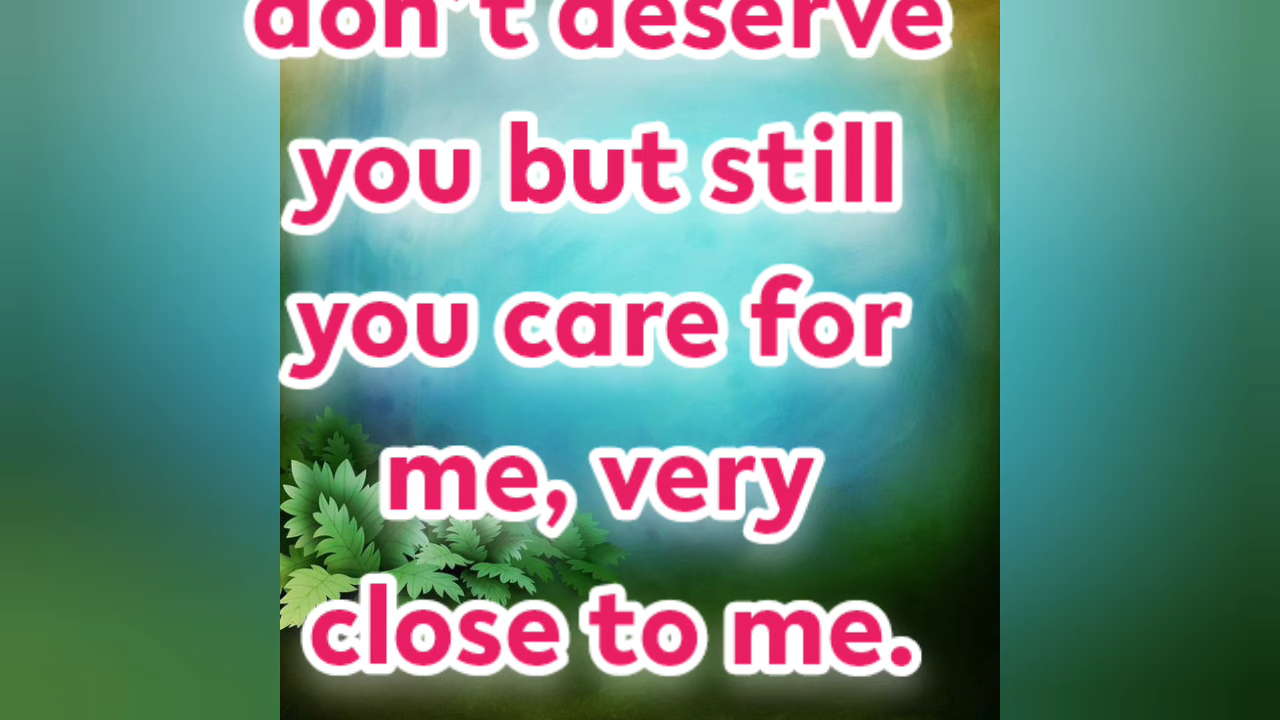 don't deserve
you but still
you care for
me, very
close to me.